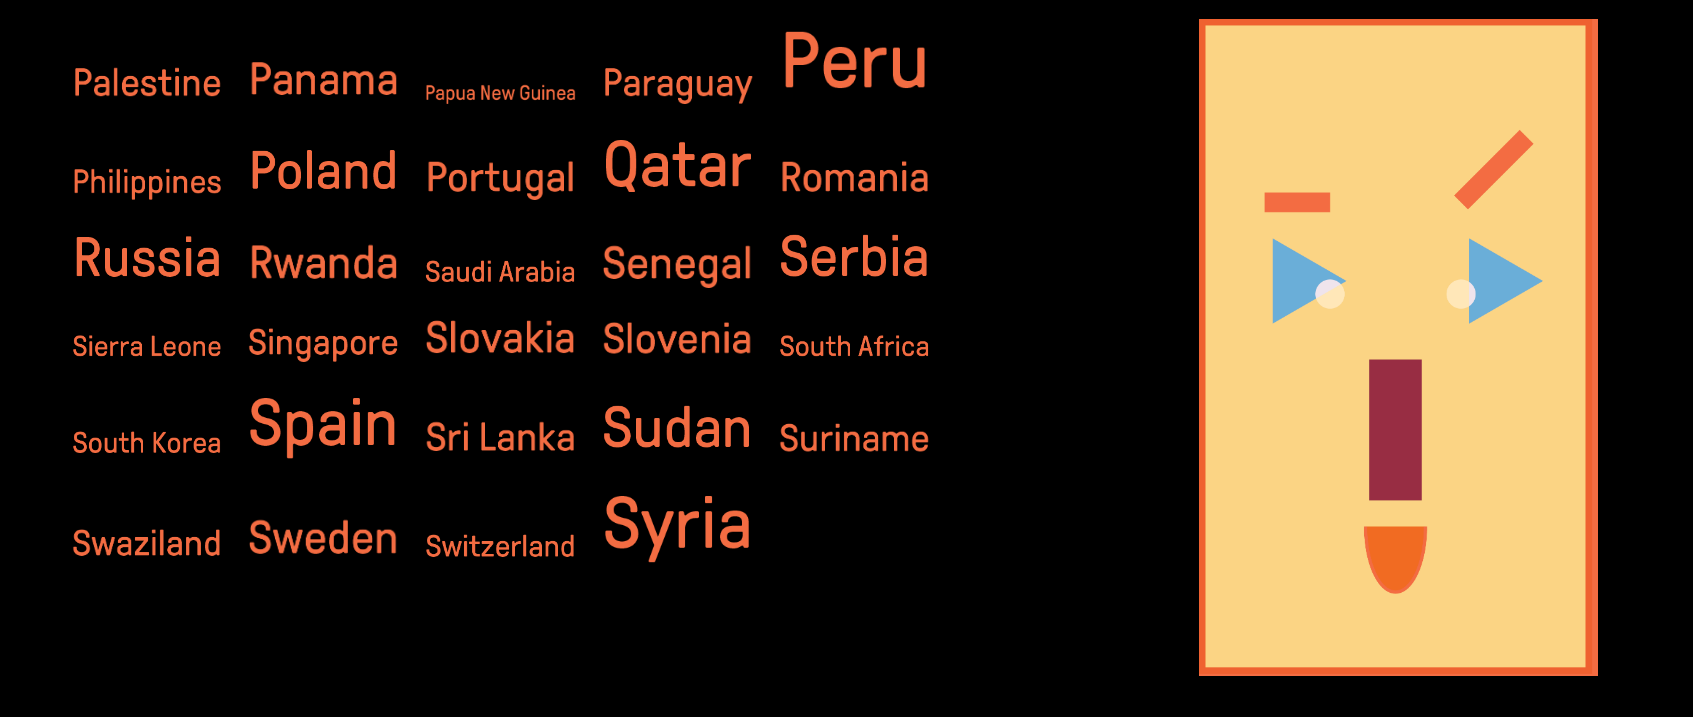 Palestine Panama Papua New Guinea Paraguay Peru
Philippines Poland Portugal Qatar Romania
Russia Rwanda Saudi Arabia Senegal Serbia
Sierra Leone Singapore Slovakia Slovenia South Africa
South Korea Spain Sri Lanka Sudan Suriname
Swaziland Sweden Switzerland Syria